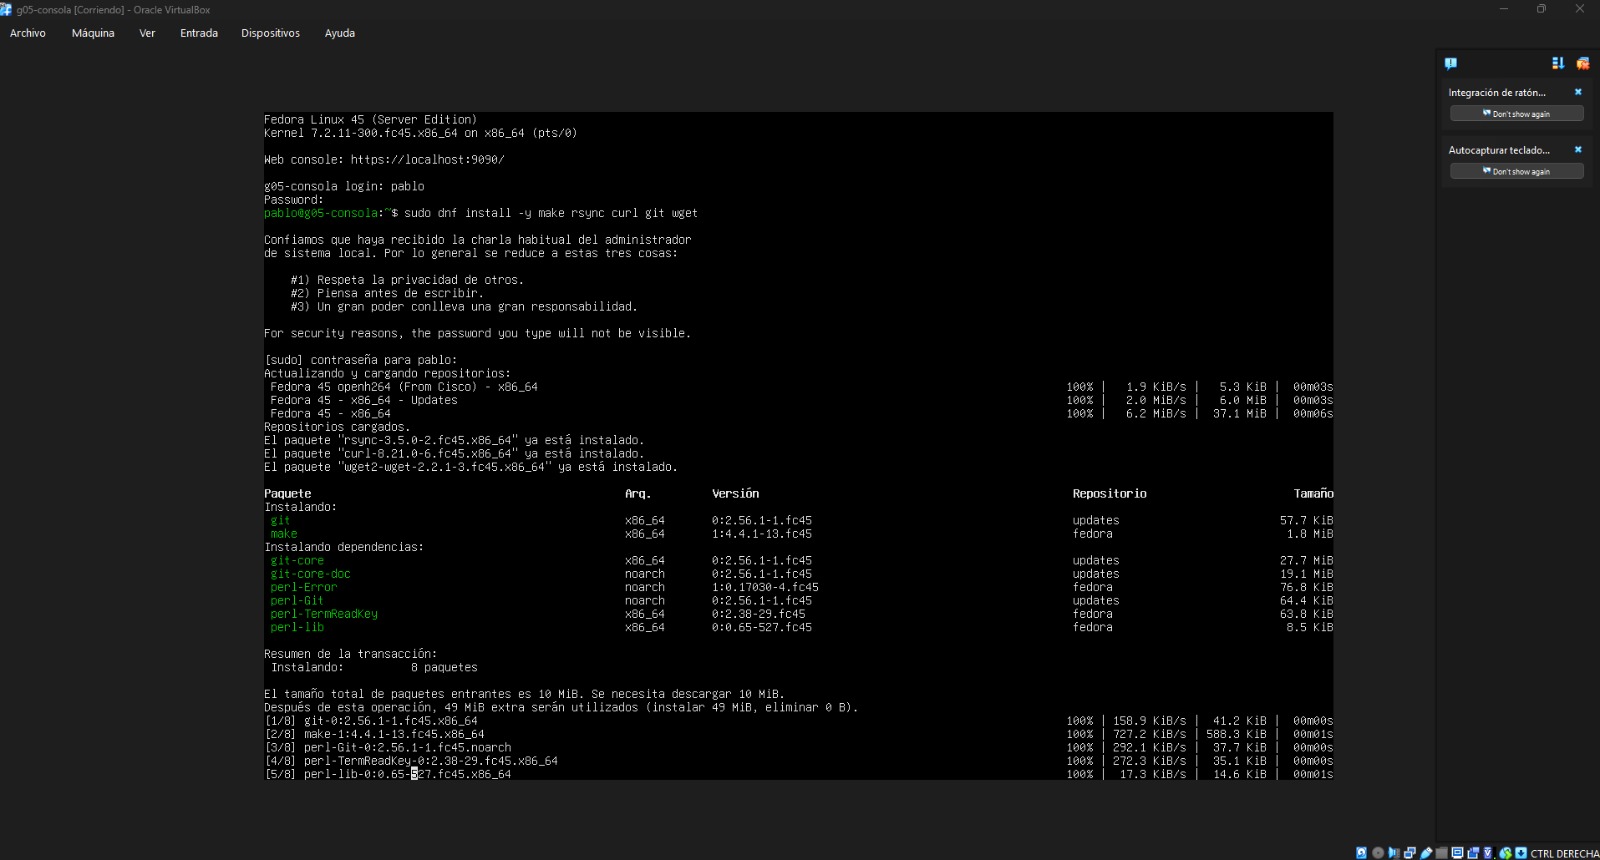 g05-consola [Corriendo] - Oracle VirtualBox
Archivo Máquina Ver Entrada Dispositivos Ayuda
Integración de ratón...
Don't show again
Autocapturar teclado...
Don't show again
Fedora Linux 45 (Server Edition)
Kernel 7.2.11-300.fc45.x86_64 on x86_64 (pts/0)
Web console: https://localhost:9090/
g05-consola login: pablo
Password:
pablo@g05-consola:~$ sudo dnf install -y make rsync curl git wget
Confiamos que haya recibido la charla habitual del administrador
de sistema local. Por lo general se reduce a estas tres cosas:
#1) Respeta la privacidad de otros.
#2) Piensa antes de escribir.
#3) Un gran poder conlleva una gran responsabilidad.
For security reasons, the password you type will not be visible.
[sudo] contraseña para pablo:
Actualizando y cargando repositorios:
Fedora 45 openh264 (From Cisco) - x86_64 100% | 1.9 KiB/s | 5.3 KiB | 00m03s
Fedora 45 - x86_64 - Updates 100% | 2.0 MiB/s | 6.0 MiB | 00m03s
Fedora 45 - x86_64 100% | 6.2 MiB/s | 37.1 MiB | 00m06s
Repositorios cargados.
El paquete "rsync-3.5.0-2.fc45.x86_64" ya está instalado.
El paquete "curl-8.21.0-6.fc45.x86_64" ya está instalado.
El paquete "wget2-wget-2.2.1-3.fc45.x86_64" ya está instalado.
Paquete Arq. Versión Repositorio Tamaño
Instalando:
git x86_64 0:2.56.1-1.fc45 updates 57.7 KiB
make x86_64 1:4.4.1-13.fc45 fedora 1.8 MiB
Instalando dependencias:
git-core x86_64 0:2.56.1-1.fc45 updates 27.7 MiB
git-core-doc noarch 0:2.56.1-1.fc45 updates 19.1 MiB
perl-Error noarch 1:0.17030-4.fc45 fedora 76.8 KiB
perl-Git noarch 0:2.56.1-1.fc45 updates 64.4 KiB
perl-TermReadKey x86_64 0:2.38-29.fc45 fedora 63.8 KiB
perl-lib x86_64 0:0.65-527.fc45 fedora 8.5 KiB
Resumen de la transacción:
Instalando: 8 paquetes
El tamaño total de paquetes entrantes es 10 MiB. Se necesita descargar 10 MiB.
Después de esta operación, 49 MiB extra serán utilizados (instalar 49 MiB, eliminar 0 B).
[1/8] git-0:2.56.1-1.fc45.x86_64 100% | 158.9 KiB/s | 41.2 KiB | 00m00s
[2/8] make-1:4.4.1-13.fc45.x86_64 100% | 727.2 KiB/s | 588.3 KiB | 00m01s
[3/8] perl-Git-0:2.56.1-1.fc45.noarch 100% | 292.1 KiB/s | 37.7 KiB | 00m00s
[4/8] perl-TermReadKey-0:2.38-29.fc45.x86_64 100% | 272.3 KiB/s | 35.1 KiB | 00m00s
[5/8] perl-lib-0:0.65-527.fc45.x86_64 100% | 17.3 KiB/s | 14.6 KiB | 00m01s
CTRL DERECHA